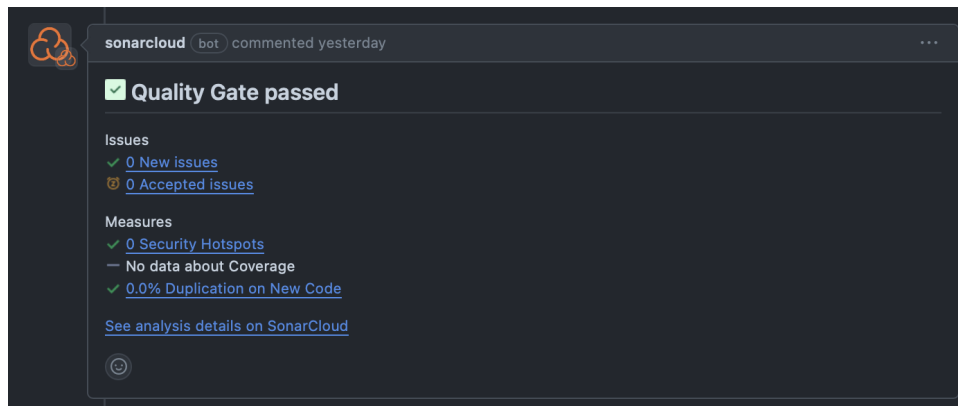 sonarcloud bot commented yesterday
Quality Gate passed
Issues
0 New issues
0 Accepted issues
Measures
0 Security Hotspots
No data about Coverage
0.0% Duplication on New Code
See analysis details on SonarCloud